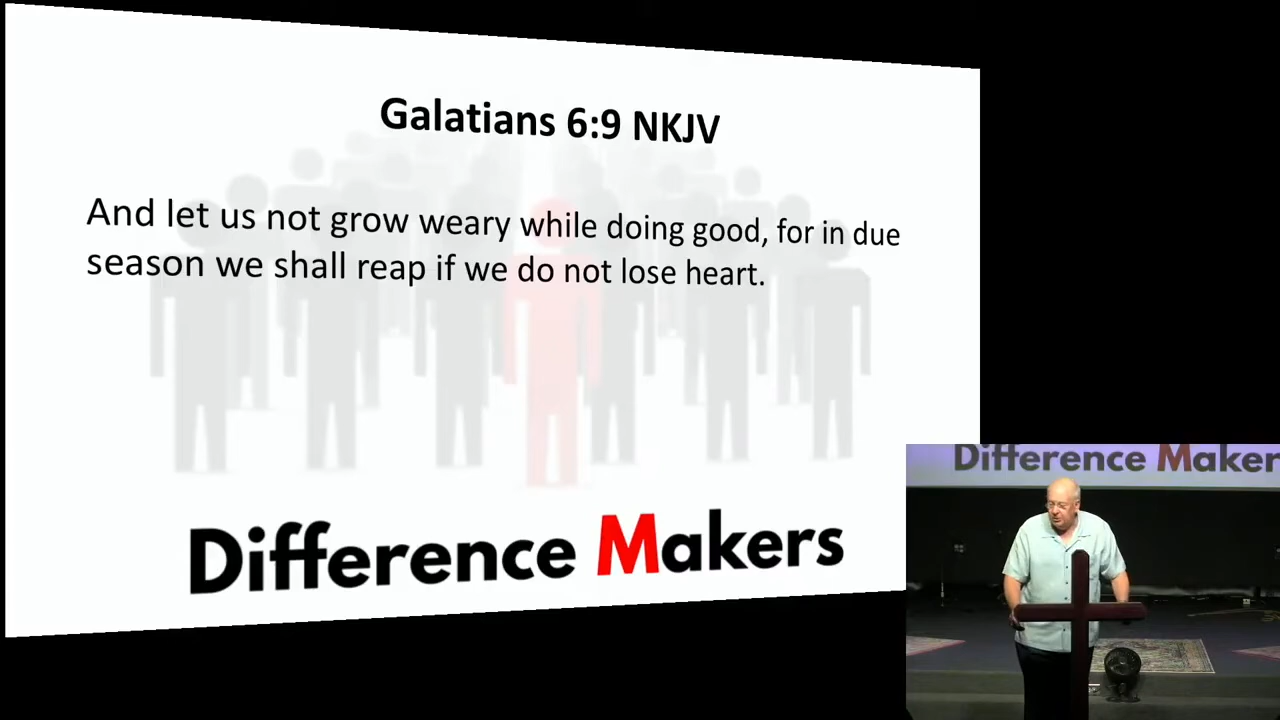 Galatians 6:9 NKJV
And let us not grow weary while doing good, for in due
season we shall reap if we do not lose heart.
Difference Makers
Difference Maker